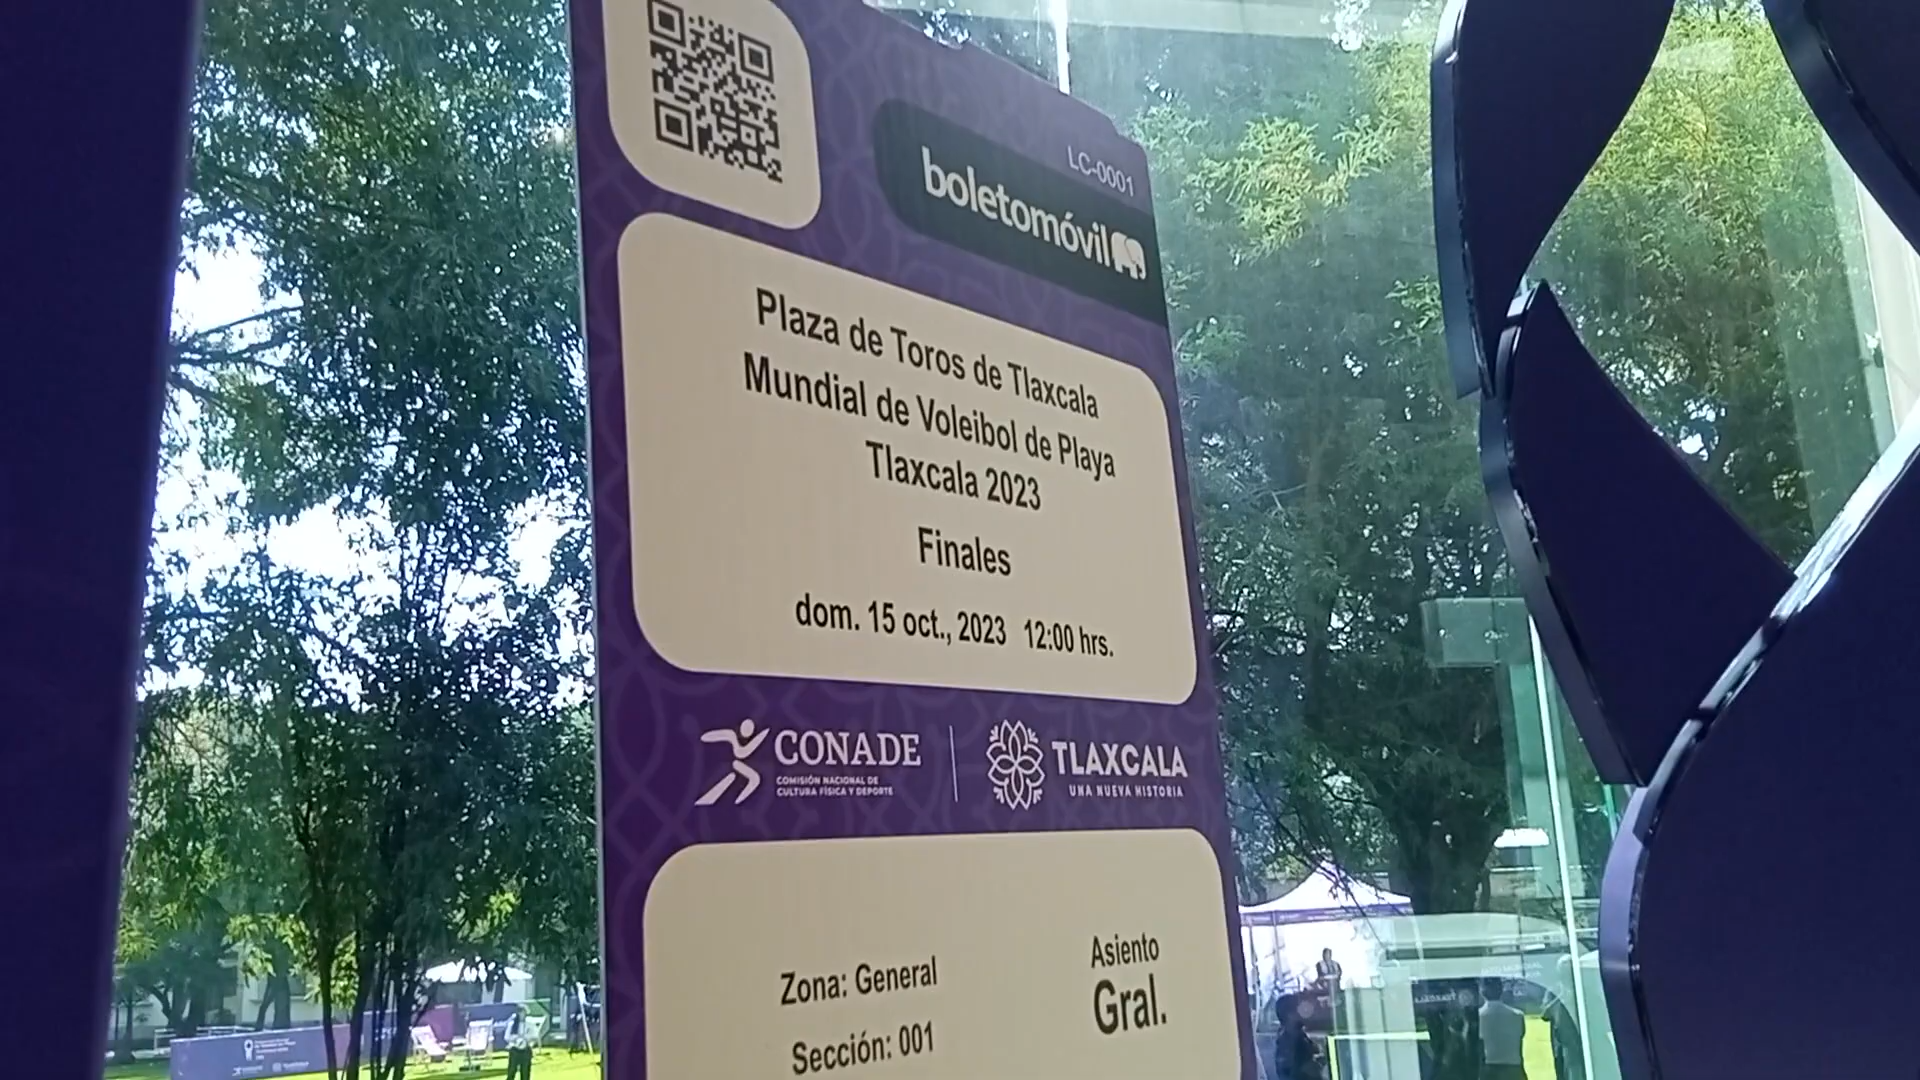 LC-0001
boletomóvil
Plaza de Toros de Tlaxcala
Mundial de Voleibol de Playa
Tlaxcala 2023
Finales
dom. 15 oct., 2023 12:00 hrs.
CONADE
COMISIÓN NACIONAL DE
CULTURA FÍSICA Y DEPORTE
TLAXCALA
UNA NUEVA HISTORIA
Zona: General
Sección: 001
Asiento
Gral.
CONADE